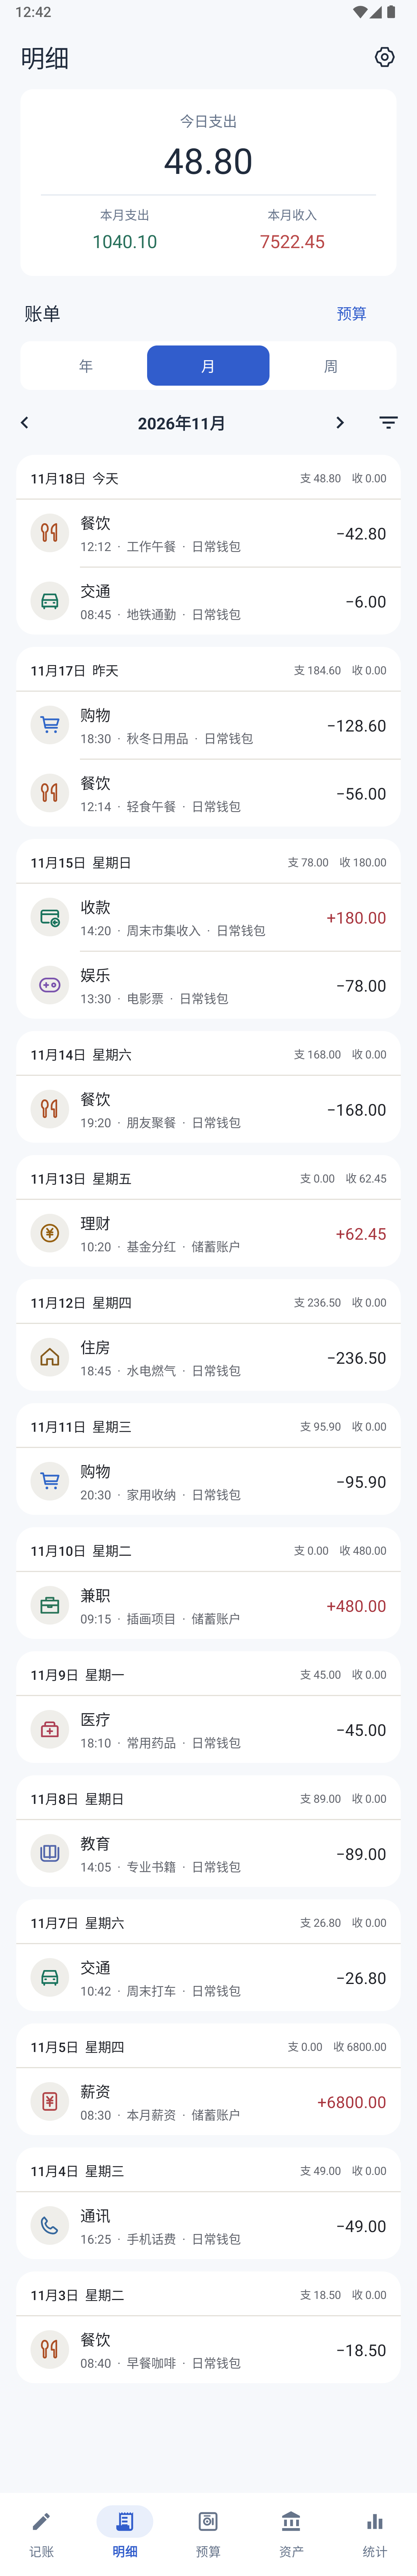 12:42
明细
今日支出
48.80
本月支出 本月收入
1040.10 7522.45
账单 预算
年 月 周
2026年11月
11月18日 今天 支 48.80 收 0.00
餐饮
12:12 · 工作午餐 · 日常钱包 −42.80
交通
08:45 · 地铁通勤 · 日常钱包 −6.00
11月17日 昨天 支 184.60 收 0.00
购物
18:30 · 秋冬日用品 · 日常钱包 −128.60
餐饮
12:14 · 轻食午餐 · 日常钱包 −56.00
11月15日 星期日 支 78.00 收 180.00
收款
14:20 · 周末市集收入 · 日常钱包 +180.00
娱乐
13:30 · 电影票 · 日常钱包 −78.00
11月14日 星期六 支 168.00 收 0.00
餐饮
19:20 · 朋友聚餐 · 日常钱包 −168.00
11月13日 星期五 支 0.00 收 62.45
理财
10:20 · 基金分红 · 储蓄账户 +62.45
11月12日 星期四 支 236.50 收 0.00
住房
18:45 · 水电燃气 · 日常钱包 −236.50
11月11日 星期三 支 95.90 收 0.00
购物
20:30 · 家用收纳 · 日常钱包 −95.90
11月10日 星期二 支 0.00 收 480.00
兼职
09:15 · 插画项目 · 储蓄账户 +480.00
11月9日 星期一 支 45.00 收 0.00
医疗
18:10 · 常用药品 · 日常钱包 −45.00
11月8日 星期日 支 89.00 收 0.00
教育
14:05 · 专业书籍 · 日常钱包 −89.00
11月7日 星期六 支 26.80 收 0.00
交通
10:42 · 周末打车 · 日常钱包 −26.80
11月5日 星期四 支 0.00 收 6800.00
薪资
08:30 · 本月薪资 · 储蓄账户 +6800.00
11月4日 星期三 支 49.00 收 0.00
通讯
16:25 · 手机话费 · 日常钱包 −49.00
11月3日 星期二 支 18.50 收 0.00
餐饮
08:40 · 早餐咖啡 · 日常钱包 −18.50
记账 明细 预算 资产 统计